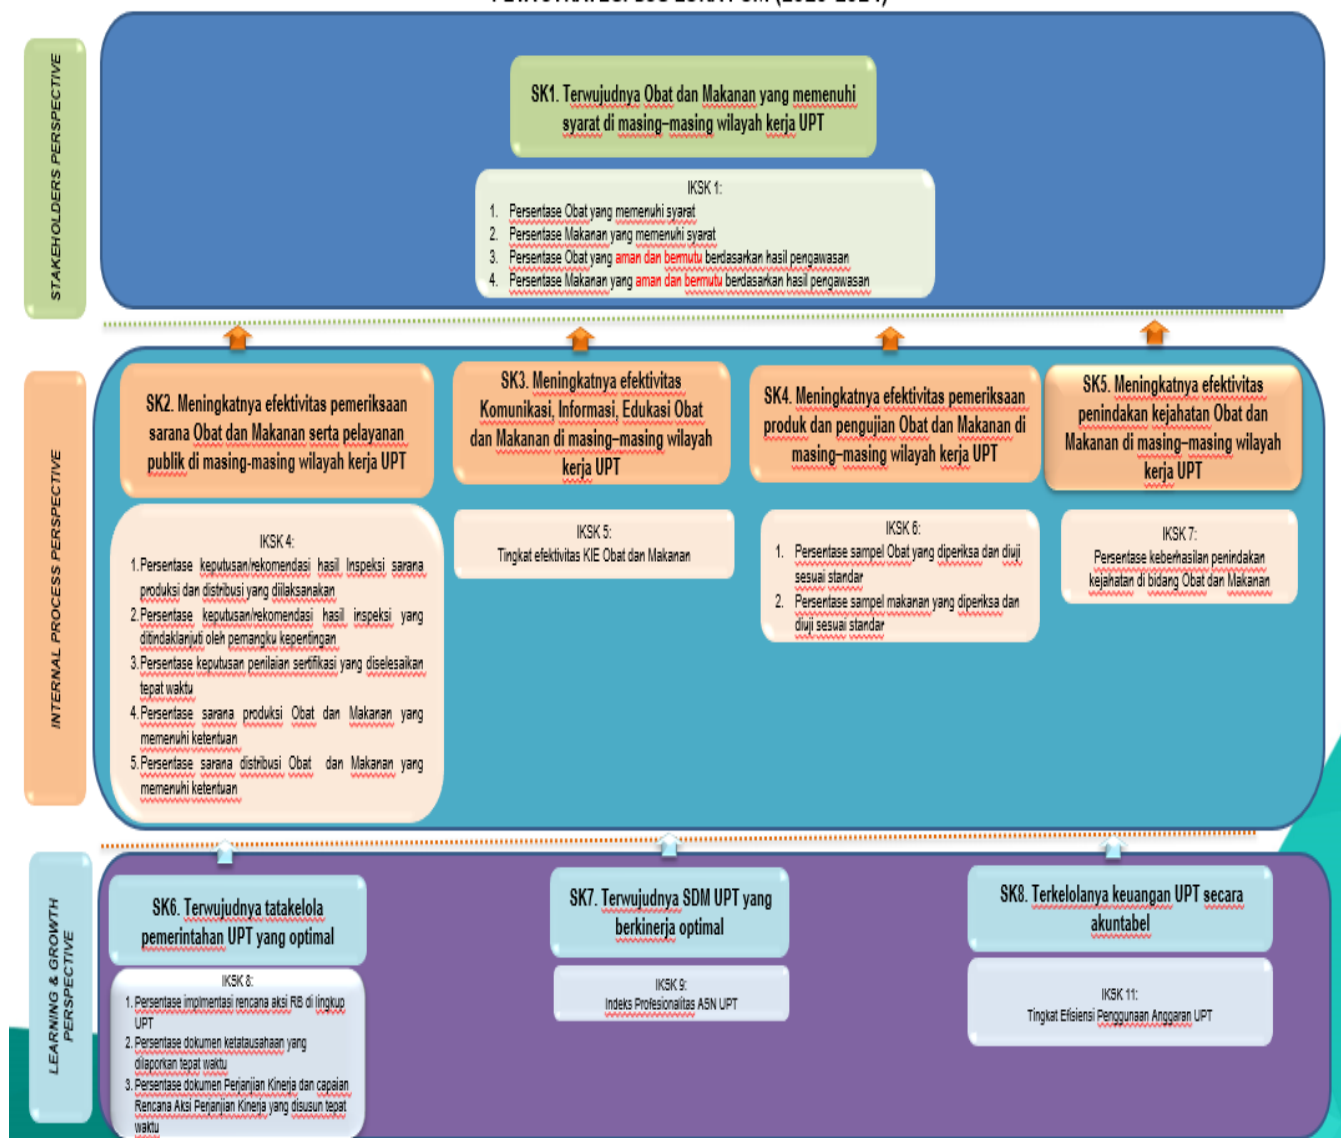 STAKEHOLDERS PERSPECTIVE
SK1. Terwujudnya Obat dan Makanan yang memenuhi
syarat di masing–masing wilayah kerja UPT
IKSK 1:
1. Persentase Obat yang memenuhi syarat
2. Persentase Makanan yang memenuhi syarat
3. Persentase Obat yang aman dan bermutu berdasarkan hasil pengawasan
4. Persentase Makanan yang aman dan bermutu berdasarkan hasil pengawasan
INTERNAL PROCESS PERSPECTIVE
SK2. Meningkatnya efektivitas pemeriksaan
sarana Obat dan Makanan serta pelayanan
publik di masing-masing wilayah kerja UPT
IKSK 4:
1.Persentase keputusan/rekomendasi hasil Inspeksi sarana
produksi dan distribusi yang diilaksanakan
2.Persentase keputusan/rekomendasi hasil inspeksi yang
ditindaklanjuti oleh pemangku kepentingan
3.Persentase keputusan penilaian sertifikasi yang diselesaikan
tepat waktu
4.Persentase sarana produksi Obat dan Makanan yang
memenuhi ketentuan
5.Persentase sarana distribusi Obat dan Makanan yang
memenuhi ketentuan
SK3. Meningkatnya efektivitas
Komunikasi, Informasi, Edukasi Obat
dan Makanan di masing–masing wilayah
kerja UPT
IKSK 5:
Tingkat efektivitas KIE Obat dan Makanan
SK4. Meningkatnya efektivitas pemeriksaan
produk dan pengujian Obat dan Makanan di
masing–masing wilayah kerja UPT
IKSK 6:
1. Persentase sampel Obat yang diperiksa dan diuji
sesuai standar
2. Persentase sampel makanan yang diperiksa dan
diuji sesuai standar
SK5. Meningkatnya efektivitas
penindakan kejahatan Obat dan
Makanan di masing–masing wilayah
kerja UPT
IKSK 7:
Persentase keberhasilan penindakan
kejahatan di bidang Obat dan Makanan
LEARNING & GROWTH
PERSPECTIVE
SK6. Terwujudnya tatakelola
pemerintahan UPT yang optimal
IKSK 8:
1. Persentase implmentasi rencana aksi RB di lingkup
UPT
2. Persentase dokumen ketatausahaan yang
dilaporkan tepat waktu
3. Persentase dokumen Perjanjian Kinerja dan capaian
Rencana Aksi Perjanjian Kinerja yang disusun tepat
waktu
SK7. Terwujudnya SDM UPT yang
berkinerja optimal
IKSK 9:
Indeks Profesionalitas ASN UPT
SK8. Terkelolanya keuangan UPT secara
akuntabel
IKSK 11:
Tingkat Efisiensi Penggunaan Anggaran UPT